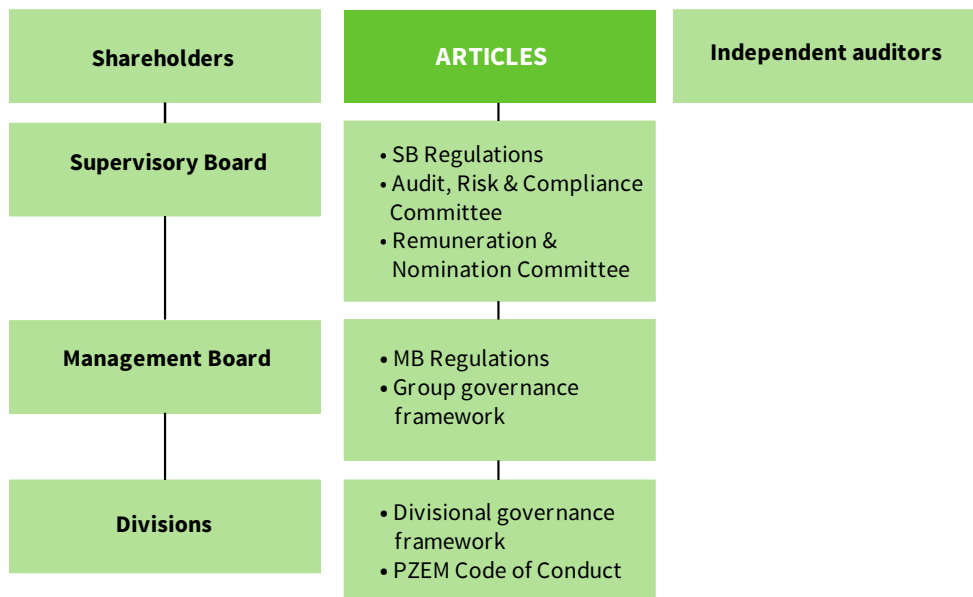 Shareholders
ARTICLES
Independent auditors
Supervisory Board
• SB Regulations
• Audit, Risk & Compliance
Committee
• Remuneration &
Nomination Committee
Management Board
• MB Regulations
• Group governance
framework
Divisions
• Divisional governance
framework
• PZEM Code of Conduct